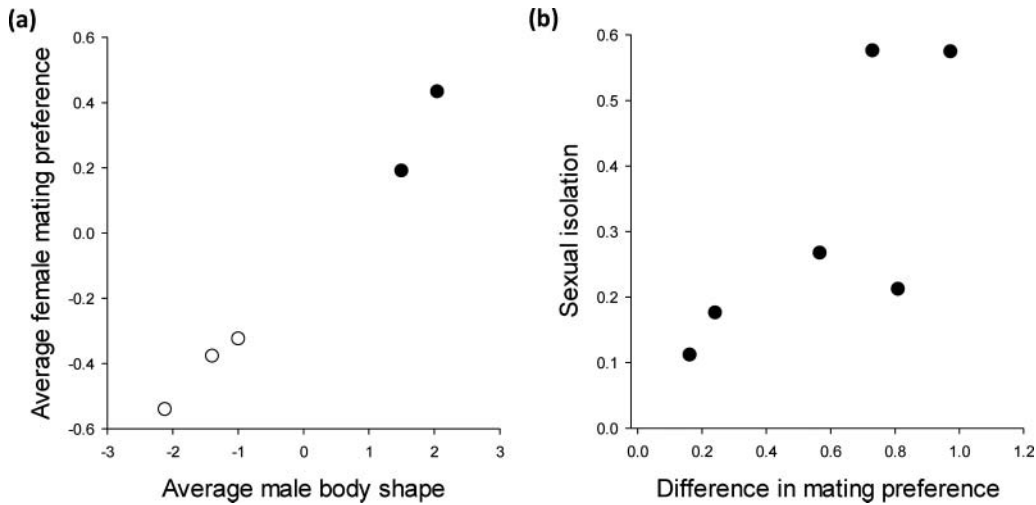 (a)
Average female mating preference
0.6
0.4
0.2
0.0
-0.2
-0.4
-0.6
-3 -2 -1 0 1 2 3
Average male body shape
(b)
Sexual isolation
0.6
0.5
0.4
0.3
0.2
0.1
0.0
0.0 0.2 0.4 0.6 0.8 1.0 1.2
Difference in mating preference